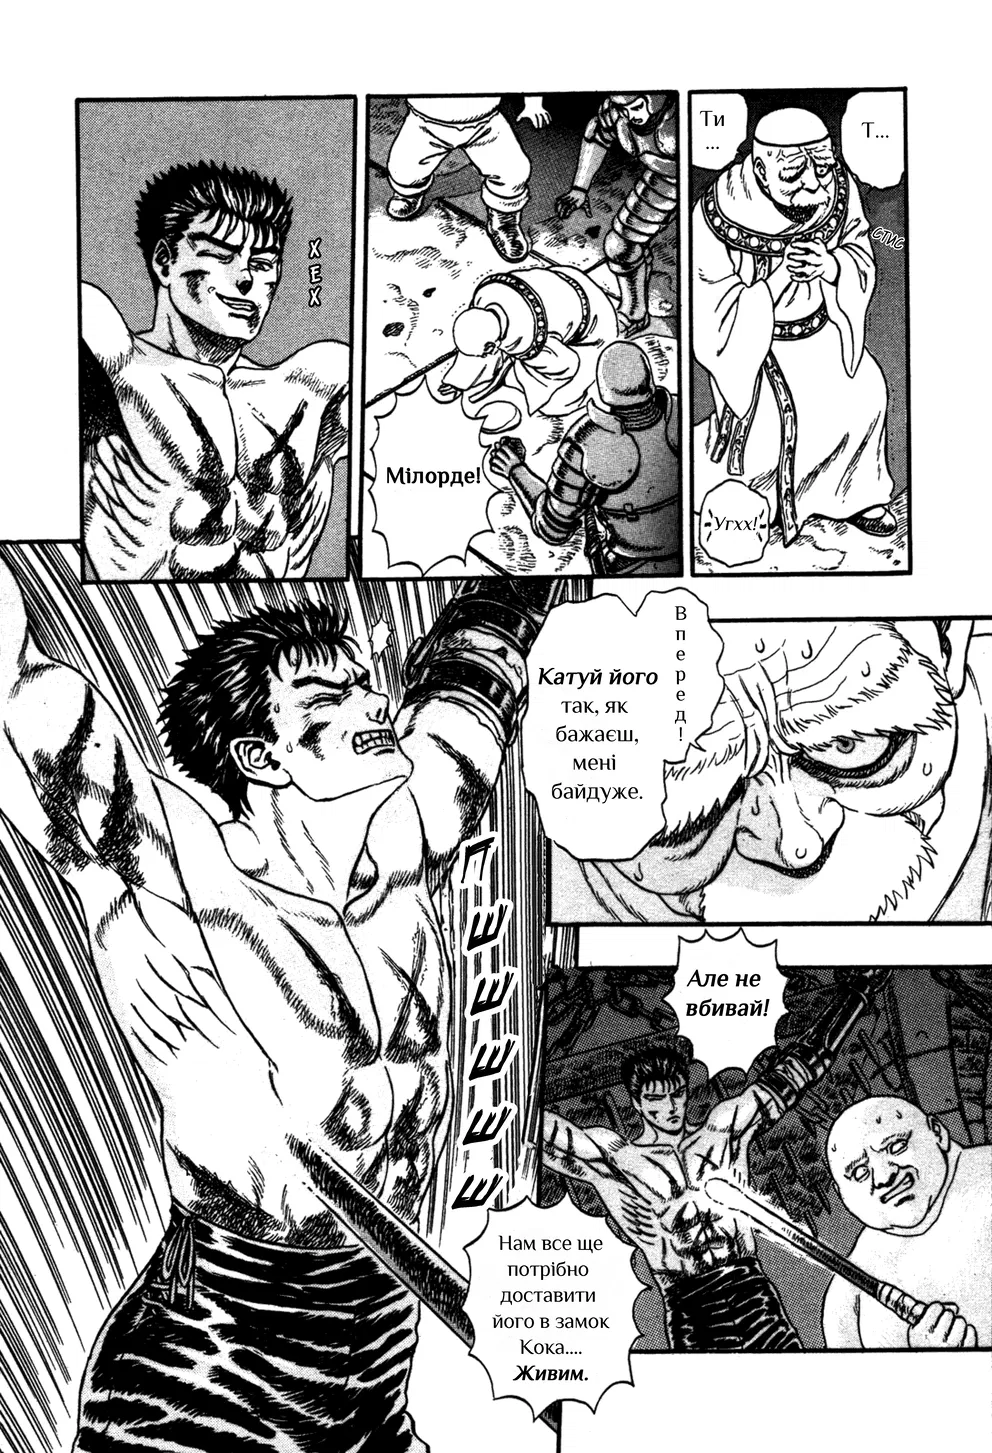 Т...
Ти
...
СТИС
Угхх!
Мілорде!
ХЕХ
Вперед!
Катуй його
так, як
бажаєш,
мені
байдуже.
Але не
вбивай!
Нам все ще
потрібно
доставити
його в замок
Кока....
Живим.